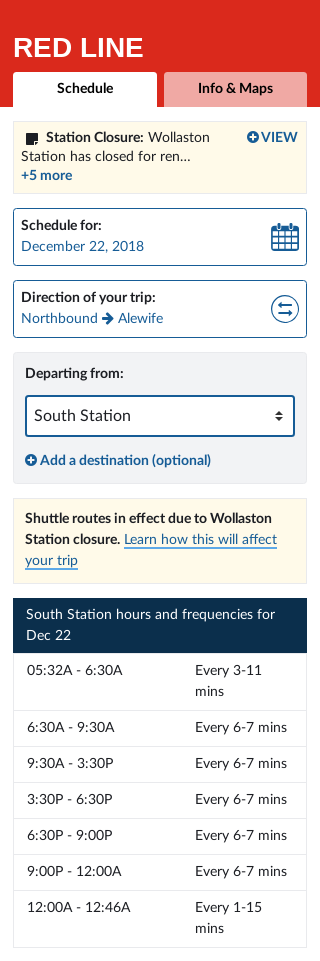 RED LINE
Schedule
Info & Maps
Station Closure: Wollaston
VIEW
Station has closed for ren...
+5 more
Schedule for:
December 22, 2018
Direction of your trip:
Northbound → Alewife
Departing from:
South Station
Add a destination (optional)
Shuttle routes in effect due to Wollaston
Station closure. Learn how this will affect
your trip
South Station hours and frequencies for
Dec 22
05:32A - 6:30A Every 3-11
mins
6:30A - 9:30A Every 6-7 mins
9:30A - 3:30P Every 6-7 mins
3:30P - 6:30P Every 6-7 mins
6:30P - 9:00P Every 6-7 mins
9:00P - 12:00A Every 6-7 mins
12:00A - 12:46A Every 1-15
mins